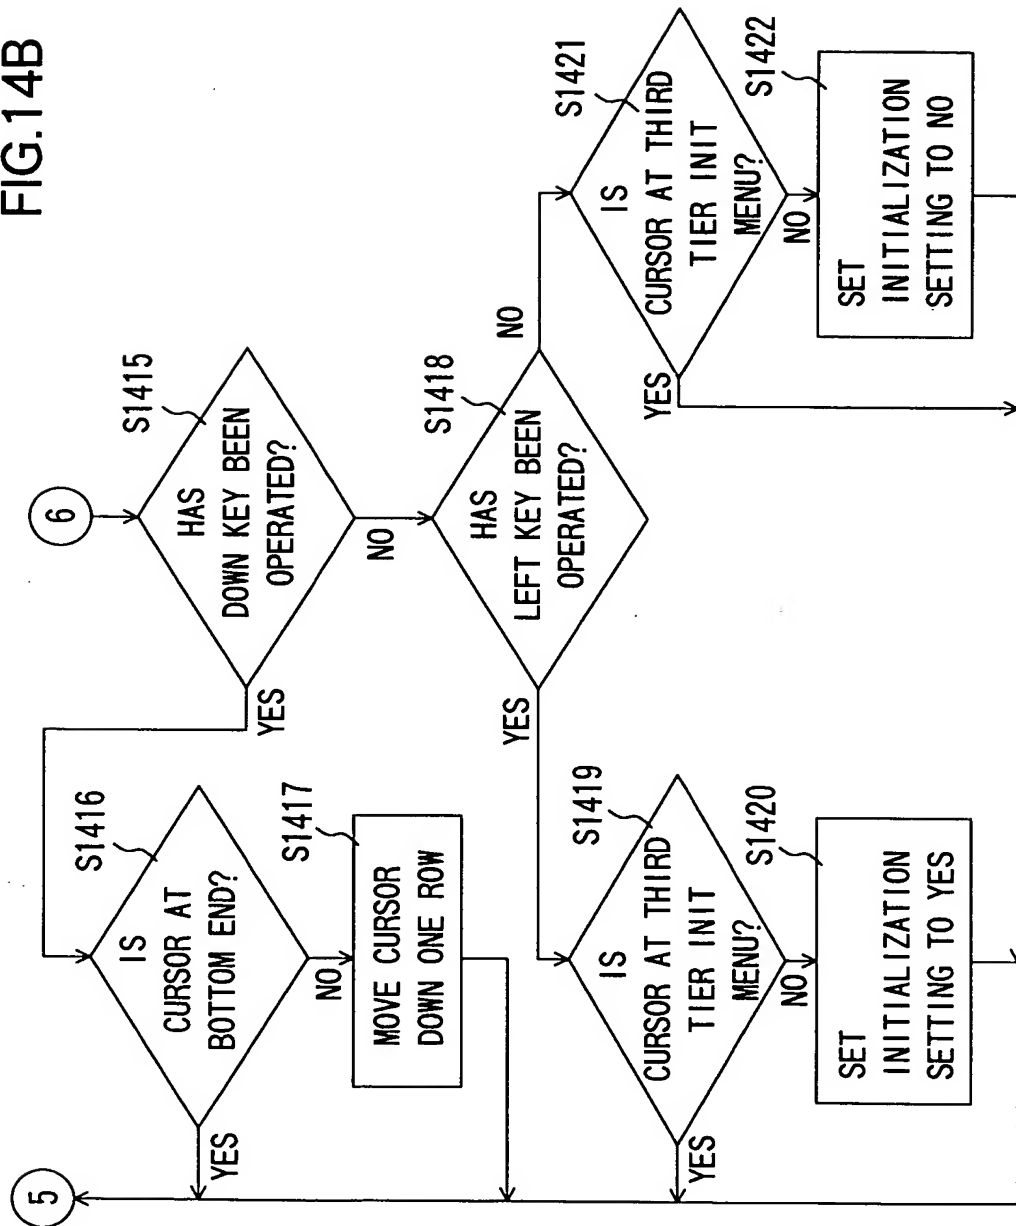 FIG.14B
6
S1415
HAS
DOWN KEY BEEN
OPERATED?
YES
NO
S1416
IS
CURSOR AT
BOTTOM END?
YES
NO
5
S1417
MOVE CURSOR
DOWN ONE ROW
S1418
HAS
LEFT KEY BEEN
OPERATED?
YES
NO
S1419
IS
CURSOR AT THIRD
TIER INIT
MENU?
YES
NO
S1420
SET
INITIALIZATION
SETTING TO YES
S1421
IS
CURSOR AT THIRD
TIER INIT
MENU?
YES
NO
S1422
SET
INITIALIZATION
SETTING TO NO